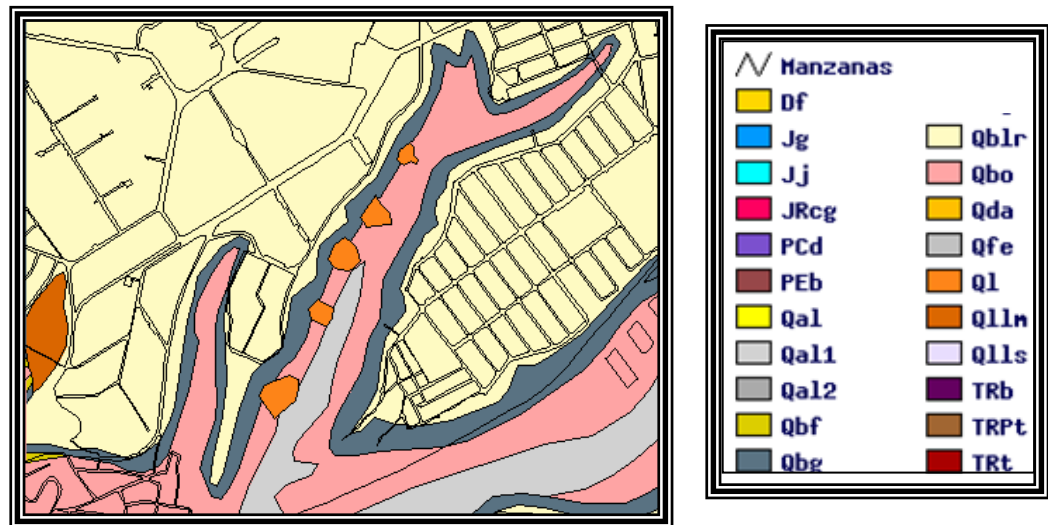 Manzanas
Df
Jg
Jj
JRcg
PCd
PEb
Qal
Qal1
Qal2
Qbf
Qbg
Qblr
Qbo
Qda
Qfe
Ql
Qllm
Qlls
TRb
TRPt
TRt